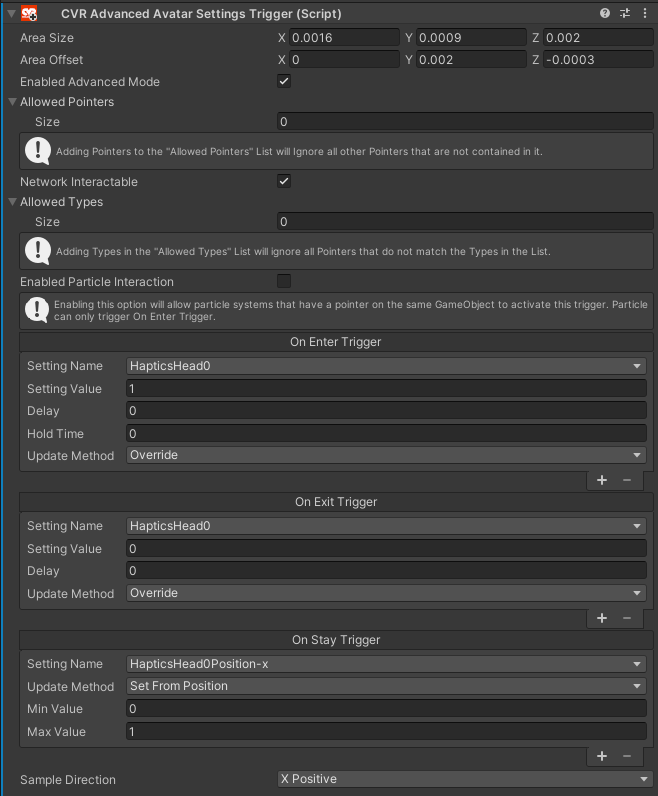 CVR Advanced Avatar Settings Trigger (Script)
Area Size X 0.0016 Y 0.0009 Z 0.002
Area Offset X 0 Y 0.002 Z -0.0003
Enabled Advanced Mode
Allowed Pointers
Size 0
Adding Pointers to the "Allowed Pointers" List will Ignore all other Pointers that are not contained in it.
Network Interactable
Allowed Types
Size 0
Adding Types in the "Allowed Types" List will ignore all Pointers that do not match the Types in the List.
Enabled Particle Interaction
Enabling this option will allow particle systems that have a pointer on the same GameObject to activate this trigger. Particle
can only trigger On Enter Trigger.
On Enter Trigger
Setting Name HapticsHead0
Setting Value 1
Delay 0
Hold Time 0
Update Method Override
+ −
On Exit Trigger
Setting Name HapticsHead0
Setting Value 0
Delay 0
Update Method Override
+ −
On Stay Trigger
Setting Name HapticsHead0Position-x
Update Method Set From Position
Min Value 0
Max Value 1
+ −
Sample Direction X Positive